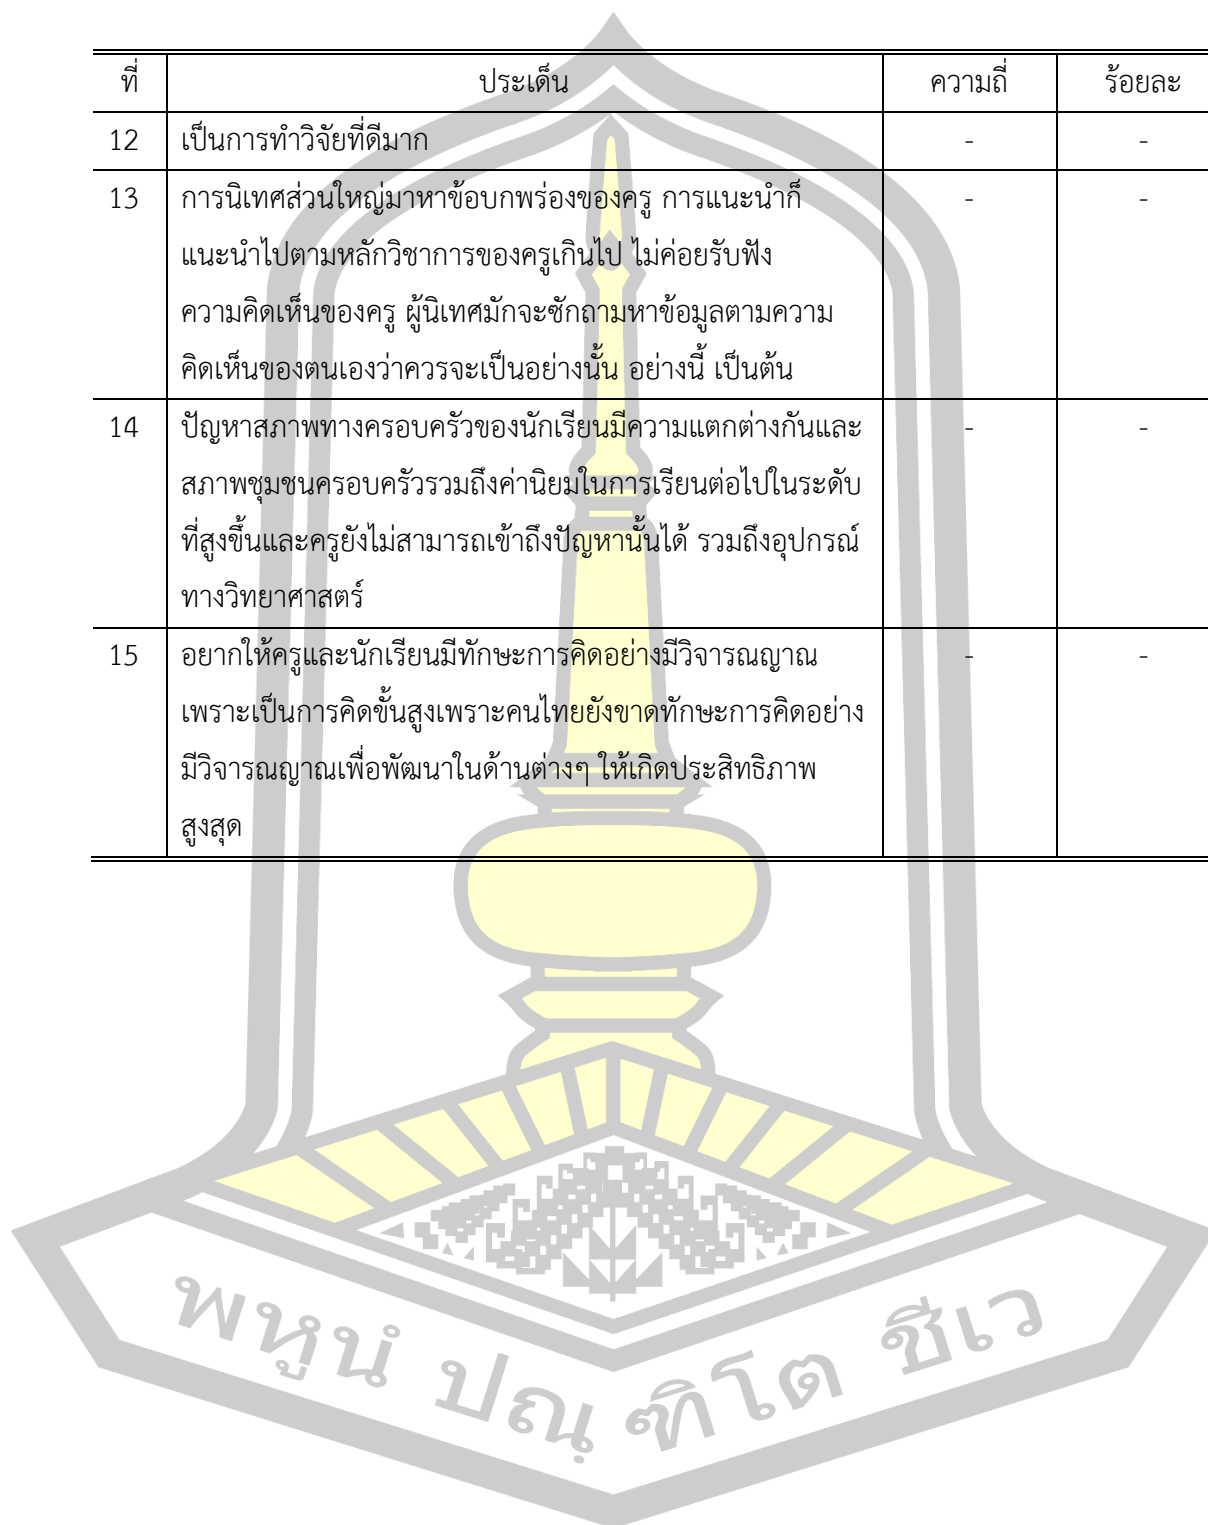 ที่ ประเด็น ความถี่ ร้อยละ
12 เป็นการทำวิจัยที่ดีมาก - -
13 การนิเทศส่วนใหญ่มาหาข้อบกพร่องของครู การแนะนำก็ - -
แนะนำไปตามหลักวิชาการของครูเกินไป ไม่ค่อยรับฟัง
ความคิดเห็นของครู ผู้นิเทศมักจะซักถามหาข้อมูลตามความ
คิดเห็นของตนเองว่าควรจะเป็นอย่างนั้น อย่างนี้ เป็นต้น
14 ปัญหาสภาพทางครอบครัวของนักเรียนมีความแตกต่างกันและ - -
สภาพชุมชนครอบครัวรวมถึงค่านิยมในการเรียนต่อไปในระดับ
ที่สูงขึ้นและครูยังไม่สามารถเข้าถึงปัญหานั้นได้ รวมถึงอุปกรณ์
ทางวิทยาศาสตร์
15 อยากให้ครูและนักเรียนมีทักษะการคิดอย่างมีวิจารณญาณ - -
เพราะเป็นการคิดขั้นสูงเพราะคนไทยยังขาดทักษะการคิดอย่าง
มีวิจารณญาณเพื่อพัฒนาในด้านต่างๆ ให้เกิดประสิทธิภาพ
สูงสุด
พหูนํ ปณฺฑิโต ชีเว